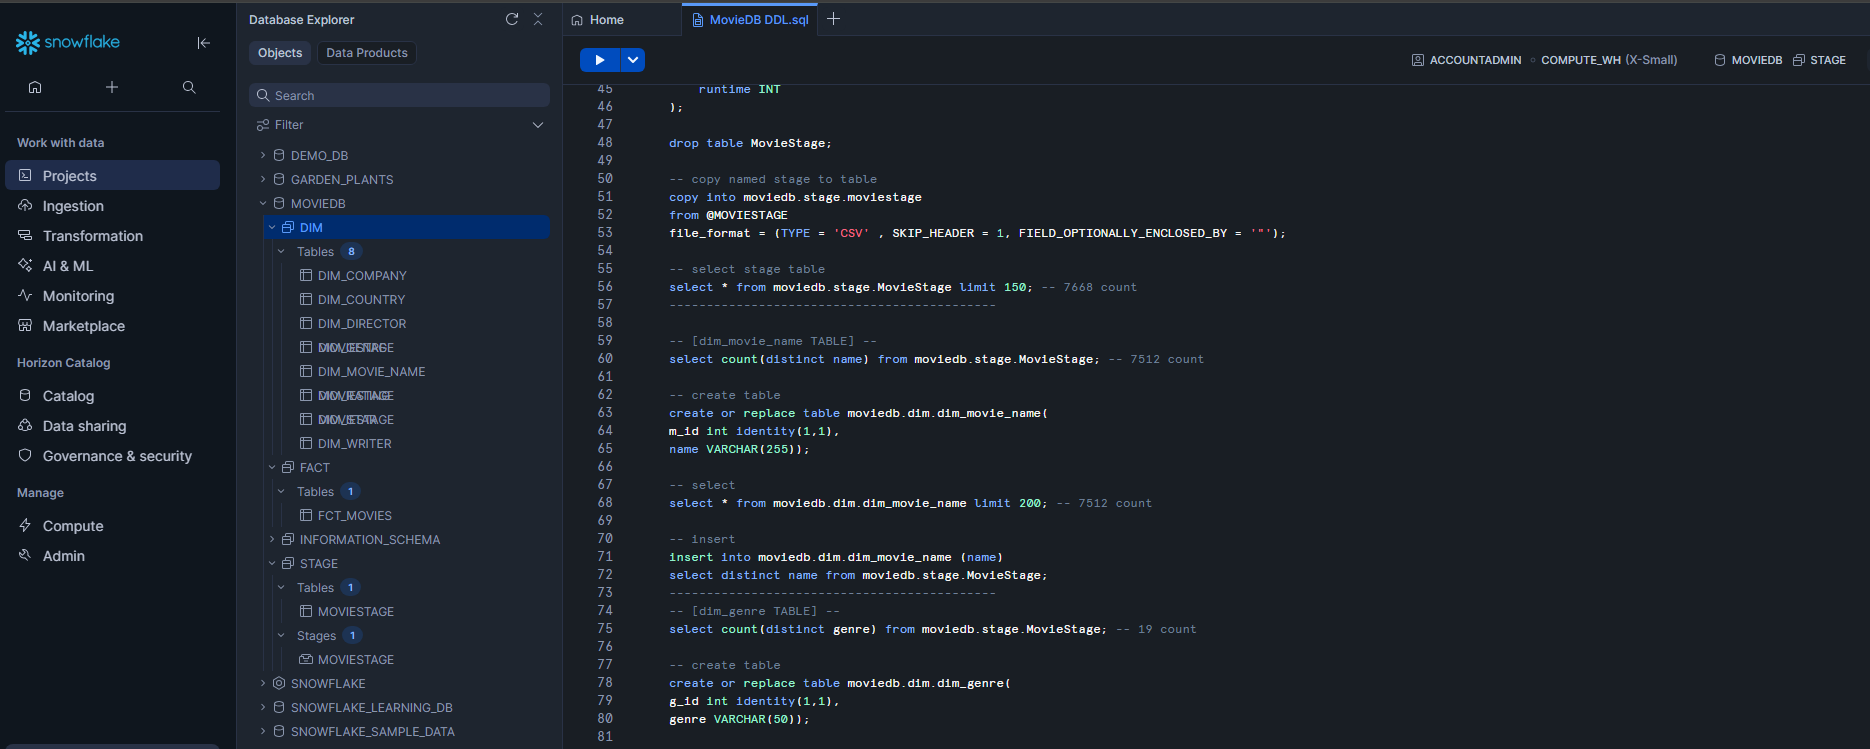 snowflake
Work with data
Projects
Ingestion
Transformation
AI & ML
Monitoring
Marketplace
Horizon Catalog
Catalog
Data sharing
Governance & security
Manage
Compute
Admin
Database Explorer
Objects Data Products
Search
Filter
DEMO_DB
GARDEN_PLANTS
MOVIEDB
DIM
Tables 8
DIM_COMPANY
DIM_COUNTRY
DIM_DIRECTOR
DIM_MOVIE_NAME
DIM_WRITER
FACT
Tables 1
FCT_MOVIES
INFORMATION_SCHEMA
STAGE
Tables 1
MOVIESTAGE
Stages 1
MOVIESTAGE
SNOWFLAKE
SNOWFLAKE_LEARNING_DB
SNOWFLAKE_SAMPLE_DATA
Home MovieDB DDL.sql
ACCOUNTADMIN COMPUTE_WH (X-Small) MOVIEDB STAGE
45 runtime INT
46 );
47
48 drop table MovieStage;
49
50 -- copy named stage to table
51 copy into moviedb.stage.moviestage
52 from @MOVIESTAGE
53 file_format = (TYPE = 'CSV' , SKIP_HEADER = 1, FIELD_OPTIONALLY_ENCLOSED_BY = '"');
54
55 -- select stage table
56 select * from moviedb.stage.MovieStage limit 150; -- 7668 count
57 --------------------------------------------
58
59 -- [dim_movie_name TABLE] --
60 select count(distinct name) from moviedb.stage.MovieStage; -- 7512 count
61
62 -- create table
63 create or replace table moviedb.dim.dim_movie_name(
64 m_id int identity(1,1),
65 name VARCHAR(255));
66
67 -- select
68 select * from moviedb.dim.dim_movie_name limit 200; -- 7512 count
69
70 -- insert
71 insert into moviedb.dim.dim_movie_name (name)
72 select distinct name from moviedb.stage.MovieStage;
73 --------------------------------------------
74 -- [dim_genre TABLE] --
75 select count(distinct genre) from moviedb.stage.MovieStage; -- 19 count
76
77 -- create table
78 create or replace table moviedb.dim.dim_genre(
79 g_id int identity(1,1),
80 genre VARCHAR(50));
81